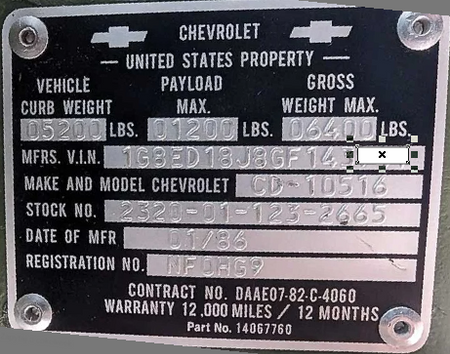 CHEVROLET
UNITED STATES PROPERTY
VEHICLE CURB WEIGHT PAYLOAD MAX. GROSS WEIGHT MAX.
05200 LBS. 01200 LBS. 06400 LBS.
MFRS. V.I.N. 1G8ED18J8GF14
MAKE AND MODEL CHEVROLET CD-10516
STOCK NO. 2320-01-123-2665
DATE OF MFR 01/86
REGISTRATION NO. NF0HG9
CONTRACT NO. DAAE07-82-C-4060
WARRANTY 12,000 MILES / 12 MONTHS
Part No. 14067760